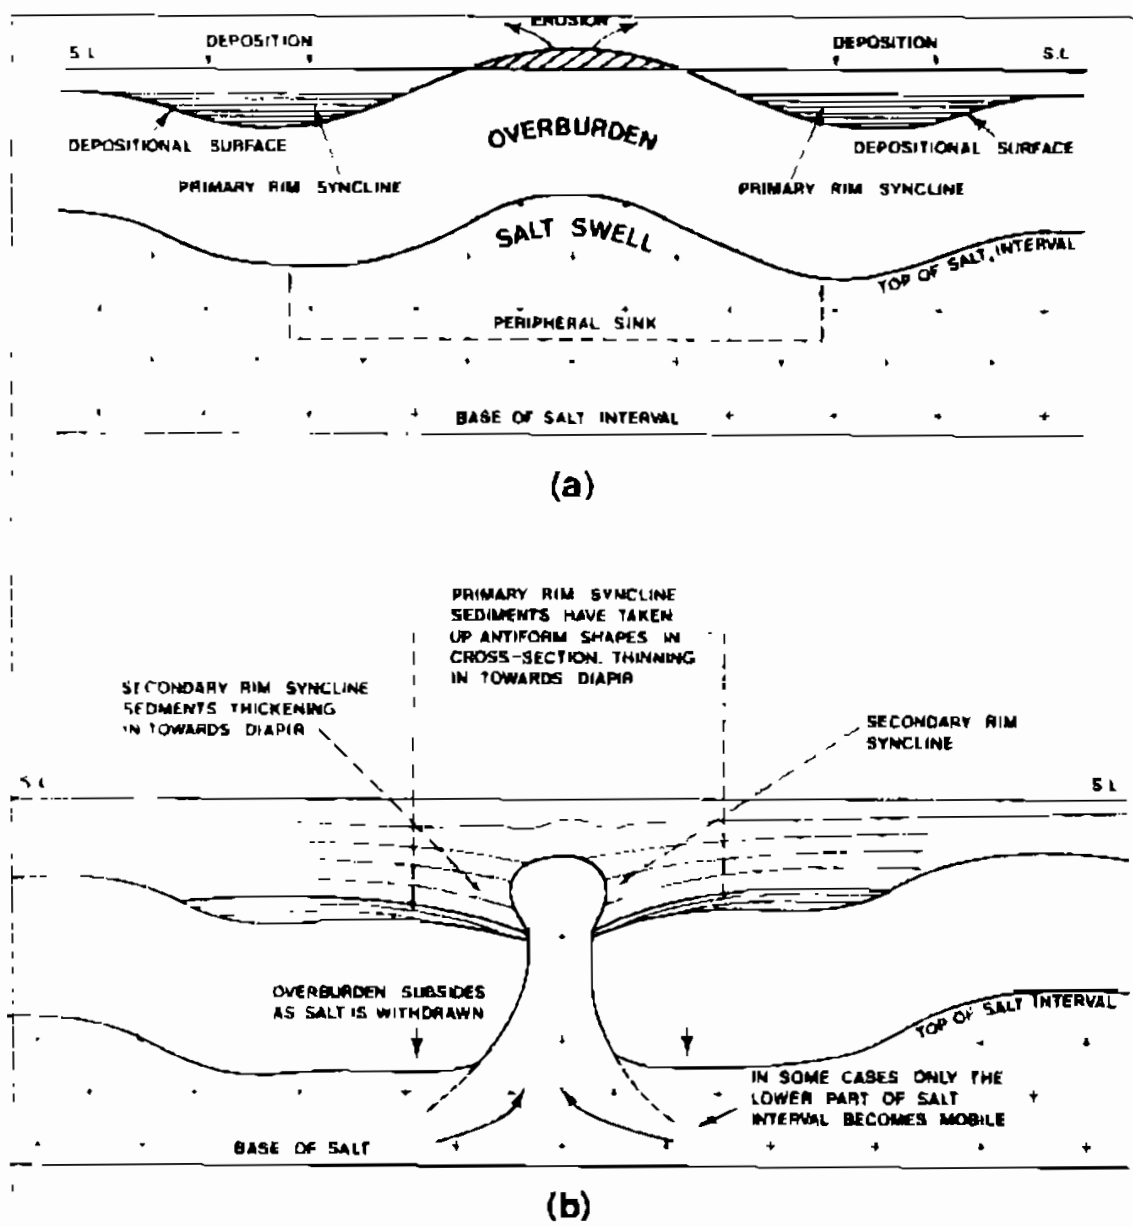 EROSION
S.L
DEPOSITION
DEPOSITION
S.L
OVERBURDEN
DEPOSITIONAL SURFACE
DEPOSITIONAL SURFACE
PRIMARY RIM SYNCLINE
PRIMARY RIM SYNCLINE
SALT SWELL
TOP OF SALT INTERVAL
PERIPHERAL SINK
BASE OF SALT INTERVAL
(a)
PRIMARY RIM SYNCLINE
SEDIMENTS HAVE TAKEN
UP ANTIFORM SHAPES IN
CROSS-SECTION. THINNING
IN TOWARDS DIAPIR
SECONDARY RIM SYNCLINE
SEDIMENTS THICKENING
IN TOWARDS DIAPIR
SECONDARY RIM
SYNCLINE
S L
S L
OVERBURDEN SUBSIDES
AS SALT IS WITHDRAWN
TOP OF SALT INTERVAL
IN SOME CASES ONLY THE
LOWER PART OF SALT
INTERVAL BECOMES MOBILE
BASE OF SALT
(b)